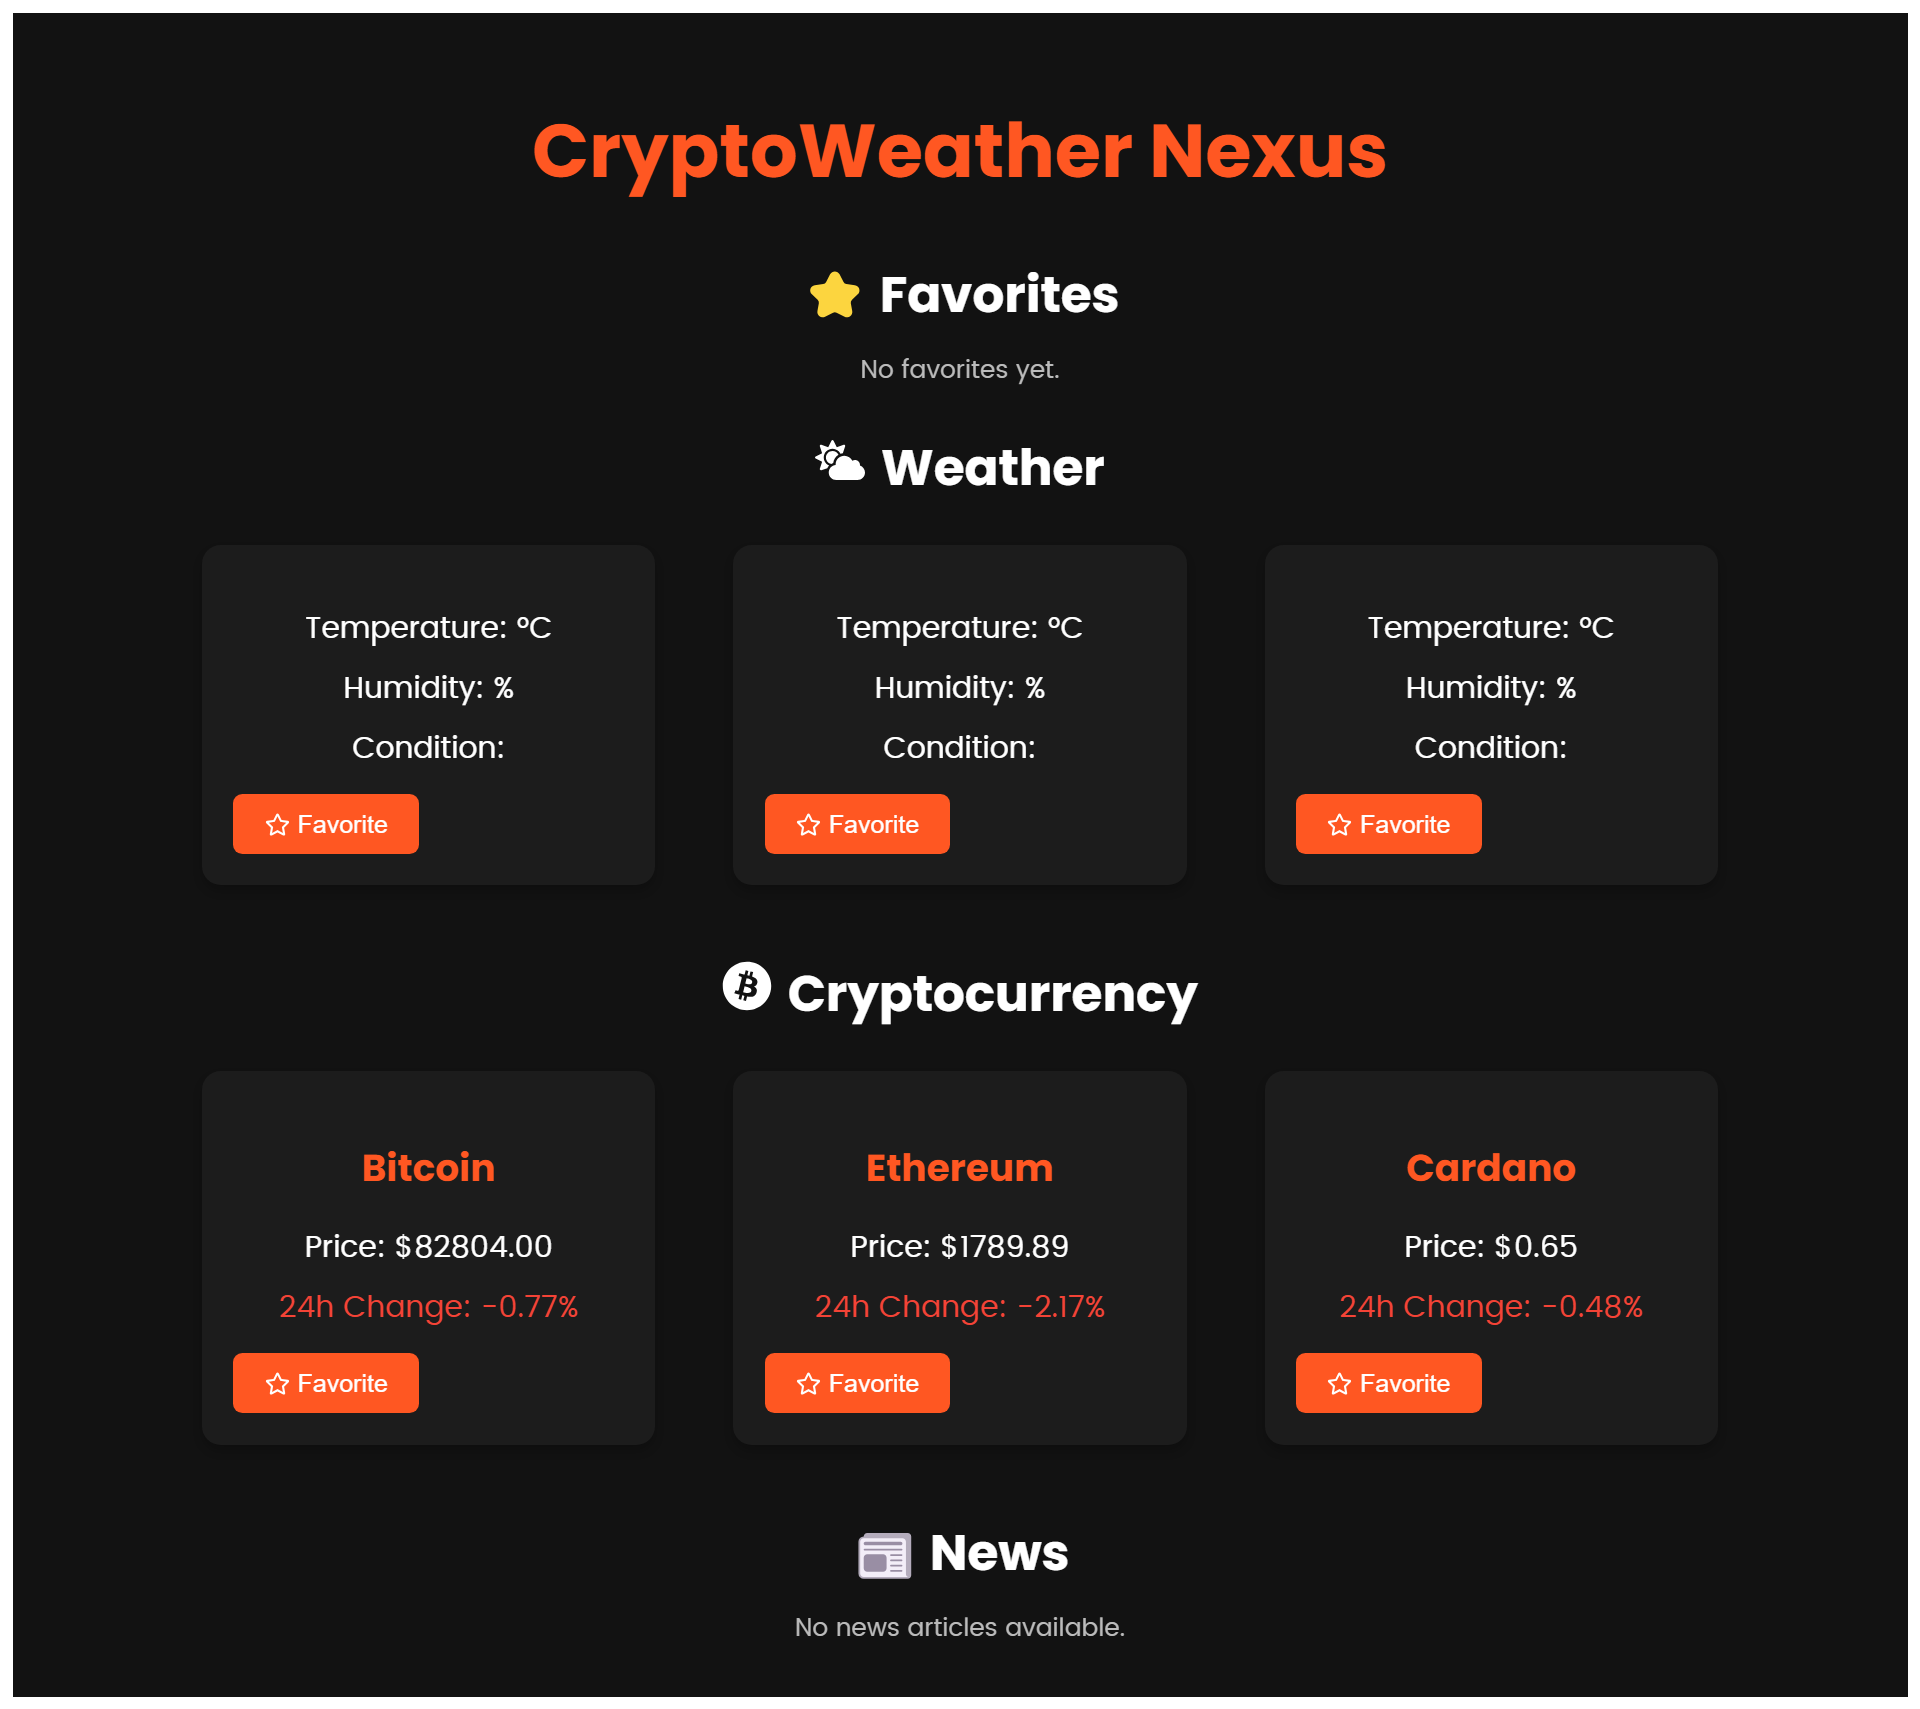 CryptoWeather Nexus
Favorites
No favorites yet.
Weather
Temperature: °C
Humidity: %
Condition:
Favorite
Temperature: °C
Humidity: %
Condition:
Favorite
Temperature: °C
Humidity: %
Condition:
Favorite
Cryptocurrency
Bitcoin
Price: $82804.00
24h Change: -0.77%
Favorite
Ethereum
Price: $1789.89
24h Change: -2.17%
Favorite
Cardano
Price: $0.65
24h Change: -0.48%
Favorite
News
No news articles available.